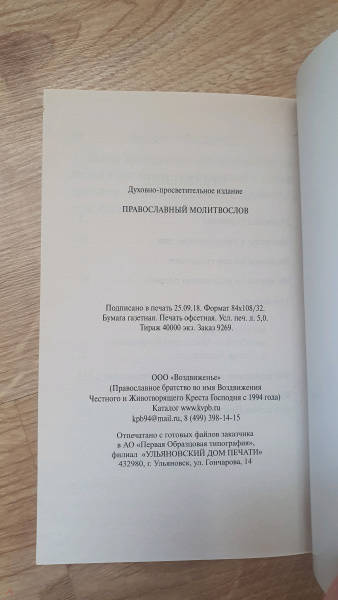 Духовно-просветительное издание
ПРАВОСЛАВНЫЙ МОЛИТВОСЛОВ
Подписано в печать 25.09.18. Формат 84х108/32.
Бумага газетная. Печать офсетная. Усл. печ. л. 5,0.
Тираж 40000 экз. Заказ 9269.
ООО «Воздвиженье»
(Православное братство во имя Воздвижения
Честного и Животворящего Креста Господня с 1994 года)
Каталог www.kvpb.ru
kpb94@mail.ru, 8 (499) 398-14-15
Отпечатано с готовых файлов заказчика
в АО «Первая Образцовая типография»,
филиал «УЛЬЯНОВСКИЙ ДОМ ПЕЧАТИ»
432980, г. Ульяновск, ул. Гончарова, 14